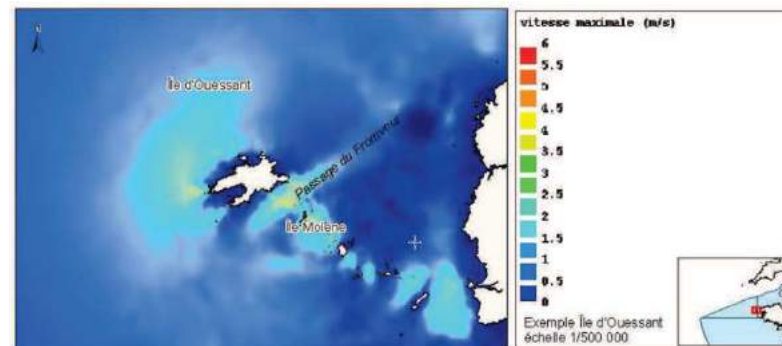 Île d'Ouessant
Passage du Fromveur
Île Molène
vitesse maximale (m/s)
6
5.5
5
4.5
4
3.5
3
2.5
2
1.5
1
0.5
0
Exemple Île d'Ouessant
échelle 1/500 000